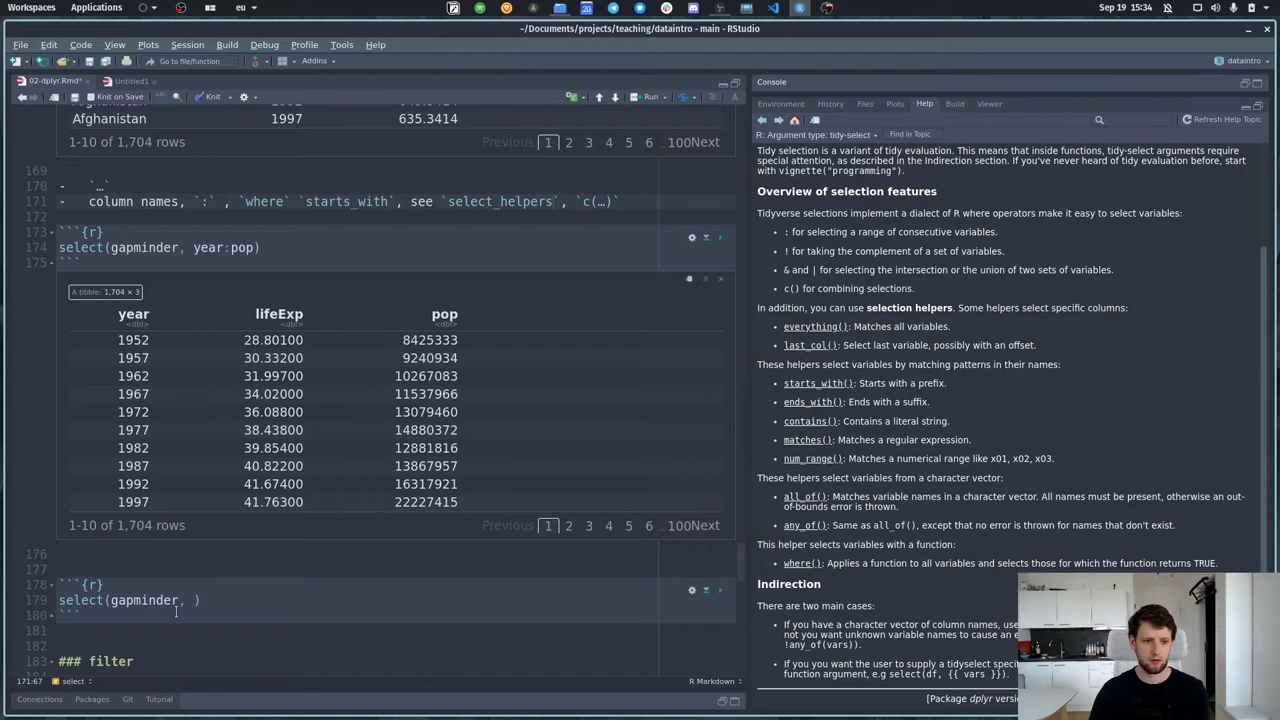 Workspaces
Applications
eu
Sep 19 15:34
~/Documents/projects/teaching/dataintro - main - RStudio
File Edit Code View Plots Session Build Debug Profile Tools Help
Go to file/function
Addins
dataintro
02-dplyr.Rmd*
Untitled1
Knit on Save
Knit
Run
Afghanistan 1997 635.3414
1-10 of 1,704 rows
Previous 1 2 3 4 5 6 … 100 Next
169
170 - `…`
171 - column names, `:` , `where` `starts_with`, see `select_helpers`, `c(…)`
172
173 ```{r}
174 select(gapminder, year:pop)
175 ```
A tibble: 1,704 × 3
year lifeExp pop
<dbl> <dbl> <dbl>
1952 28.80100 8425333
1957 30.33200 9240934
1962 31.99700 10267083
1967 34.02000 11537966
1972 36.08800 13079460
1977 38.43800 14880372
1982 39.85400 12881816
1987 40.82200 13867957
1992 41.67400 16317921
1997 41.76300 22227415
1-10 of 1,704 rows
Previous 1 2 3 4 5 6 … 100 Next
176
177
178 ```{r}
179 select(gapminder, )
180 ```
181
182
183 ### filter
171:67 select
R Markdown
Connections Packages Git Tutorial
Console
Environment History Files Plots Help Build Viewer
Refresh Help Topic
R: Argument type: tidy-select
Find in Topic
Tidy selection is a variant of tidy evaluation. This means that inside functions, tidy-select arguments require
special attention, as described in the Indirection section. If you've never heard of tidy evaluation before, start
with vignette("programming").
Overview of selection features
Tidyverse selections implement a dialect of R where operators make it easy to select variables:
• : for selecting a range of consecutive variables.
• ! for taking the complement of a set of variables.
• & and | for selecting the intersection or the union of two sets of variables.
• c() for combining selections.
In addition, you can use selection helpers. Some helpers select specific columns:
• everything(): Matches all variables.
• last_col(): Select last variable, possibly with an offset.
These helpers select variables by matching patterns in their names:
• starts_with(): Starts with a prefix.
• ends_with(): Ends with a suffix.
• contains(): Contains a literal string.
• matches(): Matches a regular expression.
• num_range(): Matches a numerical range like x01, x02, x03.
These helpers select variables from a character vector:
• all_of(): Matches variable names in a character vector. All names must be present, otherwise an out-
of-bounds error is thrown.
• any_of(): Same as all_of(), except that no error is thrown for names that don't exist.
This helper selects variables with a function:
• where(): Applies a function to all variables and selects those for which the function returns TRUE.
Indirection
There are two main cases:
• If you have a character vector of column names, use
not you want unknown variable names to cause an e
!any_of(vars)).
• If you you want the user to supply a tidyselect speci
function argument, e.g select(df, {{ vars }}).
[Package dplyr vers